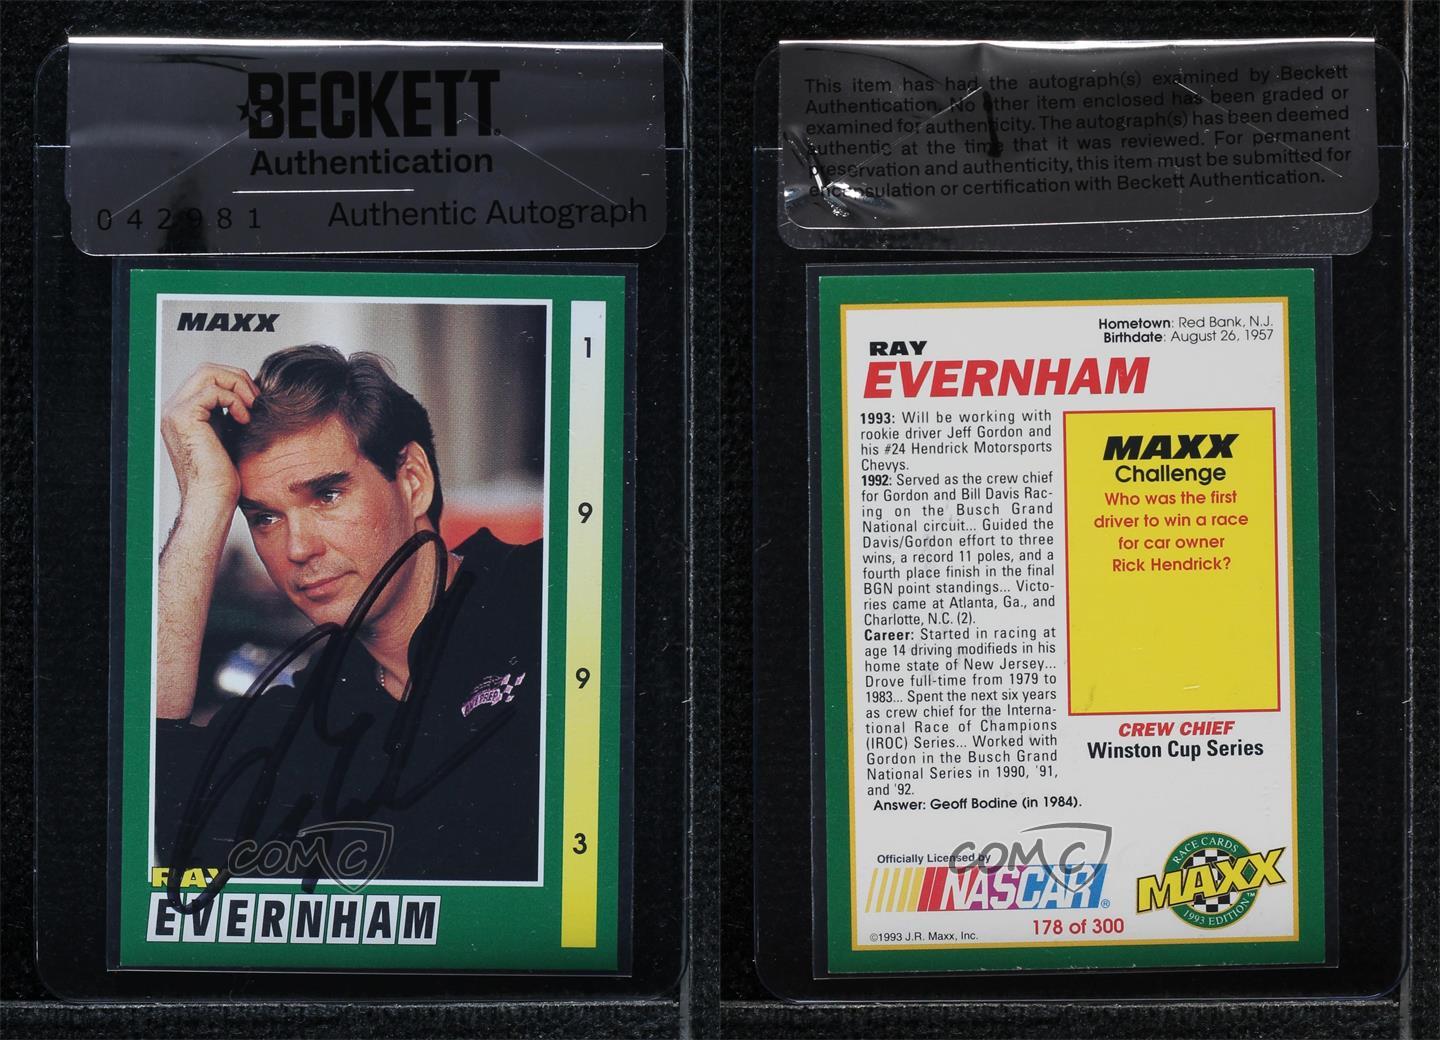 BECKETT
Authentication
042981 Authentic Autograph
MAXX
1
9
9
3
RAY
EVERNHAM
COMC
This item has had the autograph(s) examined by Beckett
Authentication. No other item enclosed has been graded or
examined for authenticity. The autograph(s) has been deemed
authentic at the time that it was reviewed. For permanent
preservation and authenticity, this item must be submitted for
encapsulation or certification with Beckett Authentication.
Hometown: Red Bank, N.J.
Birthdate: August 26, 1957
RAY
EVERNHAM
1993: Will be working with
rookie driver Jeff Gordon and
his #24 Hendrick Motorsports
Chevys.
1992: Served as the crew chief
for Gordon and Bill Davis Rac-
ing on the Busch Grand
National circuit... Guided the
Davis/Gordon effort to three
wins, a record 11 poles, and a
fourth place finish in the final
BGN point standings... Victo-
ries came at Atlanta, Ga., and
Charlotte, N.C. (2).
Career: Started in racing at
age 14 driving modifieds in his
home state of New Jersey...
Drove full-time from 1979 to
1983... Spent the next six years
as crew chief for the Interna-
tional Race of Champions
(IROC) Series... Worked with
Gordon in the Busch Grand
National Series in 1990, '91,
and '92.
Answer: Geoff Bodine (in 1984).
MAXX
Challenge
Who was the first
driver to win a race
for car owner
Rick Hendrick?
CREW CHIEF
Winston Cup Series
Officially Licensed by
COMC
NASCAR®
178 of 300
©1993 J.R. Maxx, Inc.
RACE CARDS
MAXX™
1993 EDITION